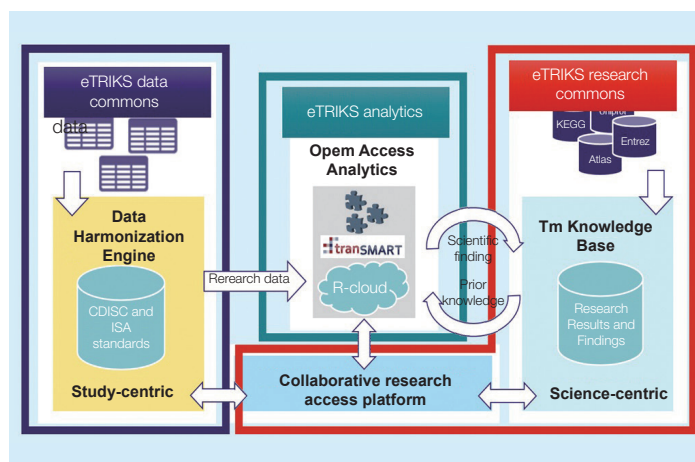 eTRIKS data
commons
data
Data
Harmonization
Engine
CDISC and
ISA
standards
Study-centric
Rerearch data
eTRIKS analytics
Opem Access
Analytics
tranSMART
R-cloud
Collaborative research
access platform
Scientific
finding
Prior
knowledge
eTRIKS research
commons
KEGG
Uniprot
Entrez
Atlas
Tm Knowledge
Base
Research
Results and
Findings
Science-centric